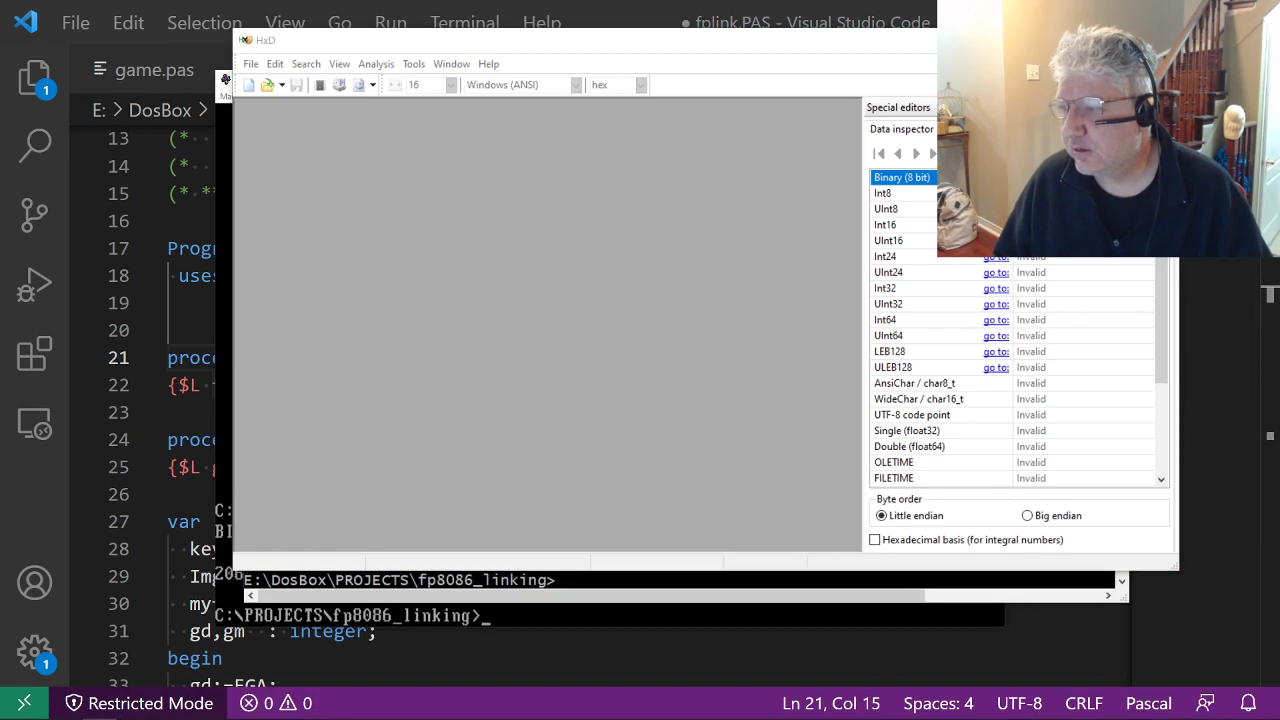 File Edit Selection View Go Run Terminal Help
fplink.PAS - Visual Studio Code
HxD
File Edit Search View Analysis Tools Window Help
16 Windows (ANSI) hex
game.pas
E: > DosBox >
13 (*
14 (*
15 (* *
16
17 Progr
18 uses
19
20
21 proce
22 {$L
23
24 proce
25 {$L
26
27 var
28 key
29 Img
30 my
31 gd,gm : integer;
32 begin
33 gd:=EGA;
Special editors
Data inspector
Binary (8 bit)
Int8
UInt8
Int16
UInt16
Int24 go to:
UInt24 go to: Invalid
Int32 go to: Invalid
UInt32 go to: Invalid
Int64 go to: Invalid
UInt64 go to: Invalid
LEB128 go to: Invalid
ULEB128 go to: Invalid
AnsiChar / char8_t Invalid
WideChar / char16_t Invalid
UTF-8 code point Invalid
Single (float32) Invalid
Double (float64) Invalid
OLETIME Invalid
FILETIME Invalid
Byte order
Little endian Big endian
Hexadecimal basis (for integral numbers)
C:
BI
206
E:\DosBox\PROJECTS\fp8086_linking>
C:\PROJECTS\fp8086_linking>_
1
1
Restricted Mode 0 0 Ln 21, Col 15 Spaces: 4 UTF-8 CRLF Pascal